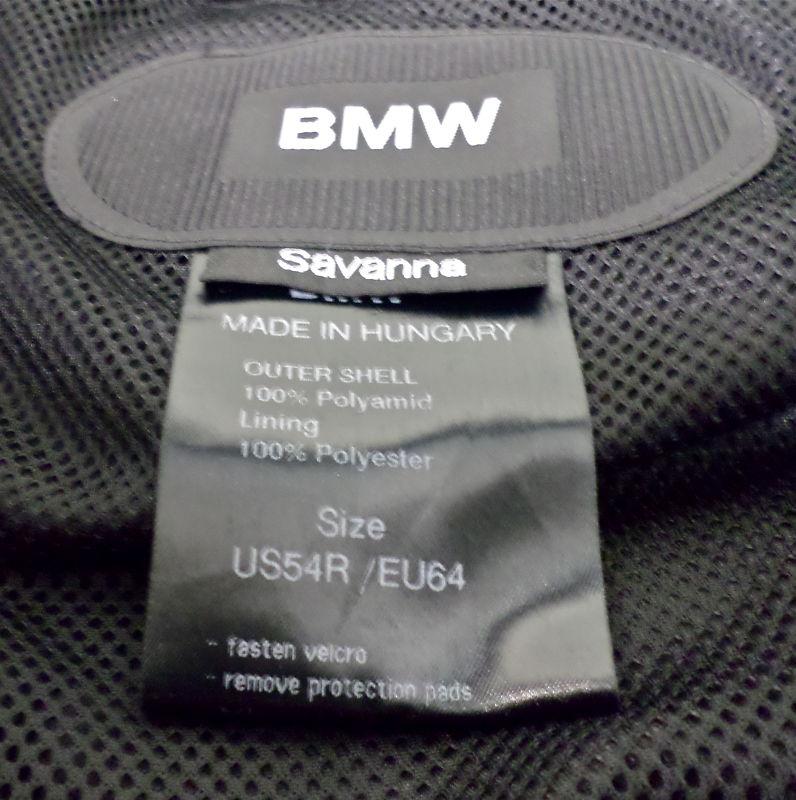 BMW
Savanna
MADE IN HUNGARY
OUTER SHELL
100% Polyamid
Lining
100% Polyester
Size
US54R /EU64
- fasten velcro
- remove protection pads